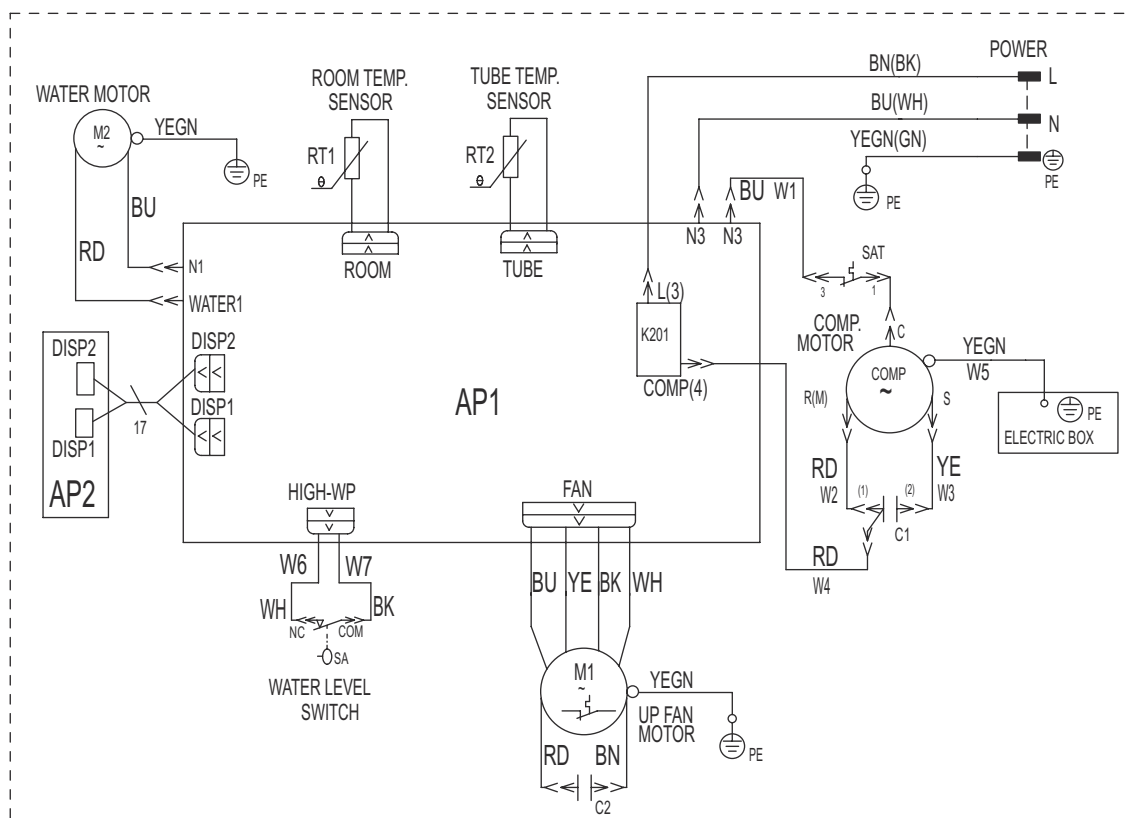 POWER
BN(BK)
L
ROOM TEMP.
SENSOR
TUBE TEMP.
SENSOR
WATER MOTOR
BU(WH)
N
M2
~
YEGN
YEGN(GN)
PE
RT1
θ
RT2
θ
PE
PE
BU
W1
BU
RD
N3
N3
SAT
N1
ROOM
TUBE
3
1
WATER1
L(3)
K201
COMP.
MOTOR
C
DISP2
DISP2
YEGN
W5
COMP
~
COMP(4)
AP1
R(M)
S
DISP1
DISP1
17
PE
ELECTRIC BOX
AP2
RD
W2
YE
W3
(1)
(2)
C1
HIGH-WP
FAN
RD
W4
W6
W7
BU
YE
BK
WH
WH
BK
NC
COM
SA
WATER LEVEL
SWITCH
M1
~
YEGN
UP FAN
MOTOR
PE
RD
BN
C2